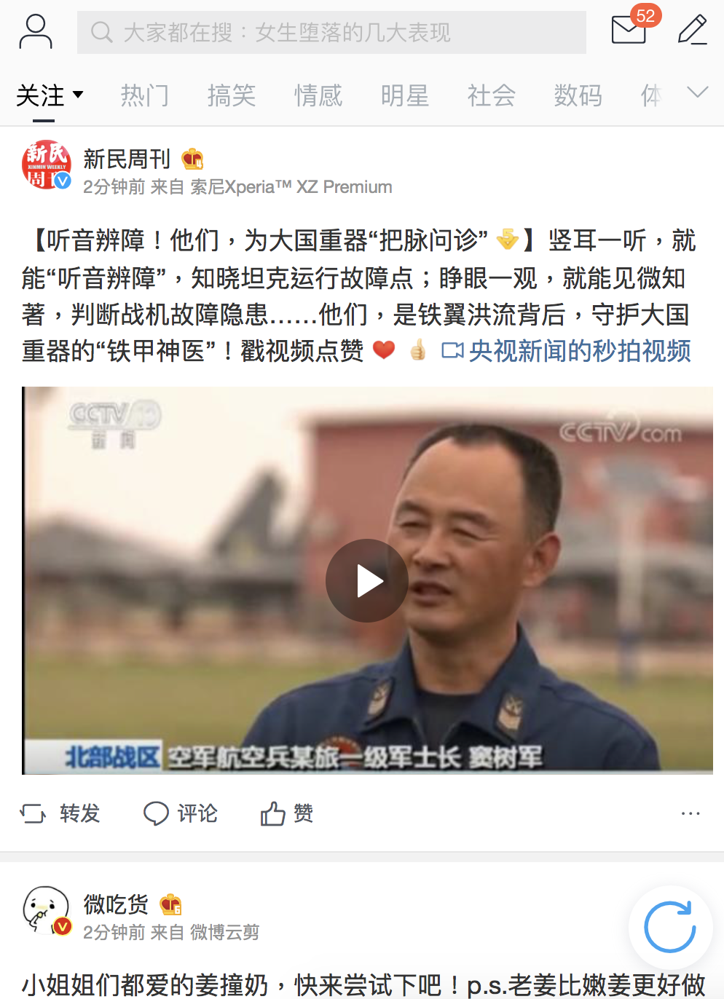 大家都在搜：女生堕落的几大表现
52
关注 热门 搞笑 情感 明星 社会 数码 体
新民
XINMIN WEEKLY
周刊
新民周刊 4
2分钟前 来自 索尼Xperia™ XZ Premium
【听音辨障！他们，为大国重器“把脉问诊” 】竖耳一听，就
能“听音辨障”，知晓坦克运行故障点；睁眼一观，就能见微知
著，判断战机故障隐患……他们，是铁翼洪流背后，守护大国
重器的“铁甲神医”！戳视频点赞 ❤️ 👍 央视新闻的秒拍视频
CCTV 13
新闻
CCTV.com
北部战区 空军航空兵某旅一级军士长 窦树军
转发 评论 赞 …
微吃货 6
2分钟前 来自 微博云剪
小姐姐们都爱的姜撞奶，快来尝试下吧！p.s.老姜比嫩姜更好做